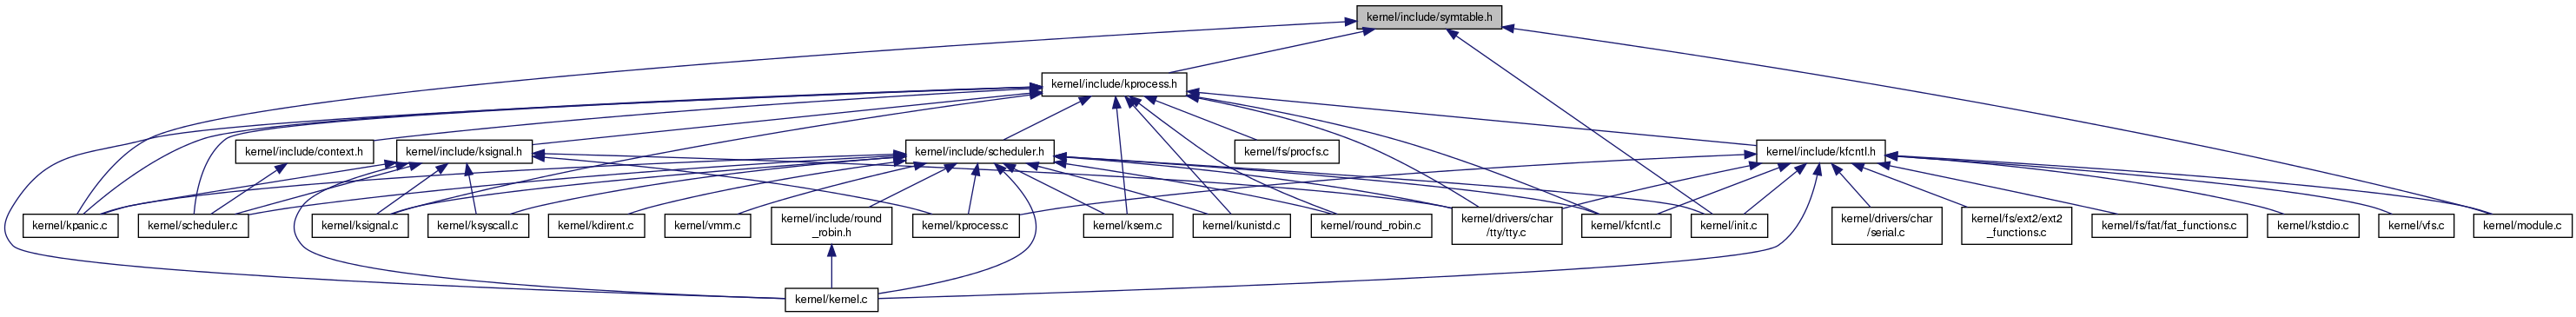 kernel/include/symtable.h
kernel/include/kprocess.h
kernel/include/context.h
kernel/include/ksignal.h
kernel/include/scheduler.h
kernel/fs/procfs.c
kernel/include/kfcntl.h
kernel/kpanic.c
kernel/scheduler.c
kernel/ksignal.c
kernel/ksyscall.c
kernel/kdirent.c
kernel/vmm.c
kernel/include/round
_robin.h
kernel/kprocess.c
kernel/ksem.c
kernel/kunistd.c
kernel/round_robin.c
kernel/drivers/char
/tty/tty.c
kernel/kfcntl.c
kernel/init.c
kernel/drivers/char
/serial.c
kernel/fs/ext2/ext2
_functions.c
kernel/fs/fat/fat_functions.c
kernel/kstdio.c
kernel/vfs.c
kernel/module.c
kernel/kernel.c